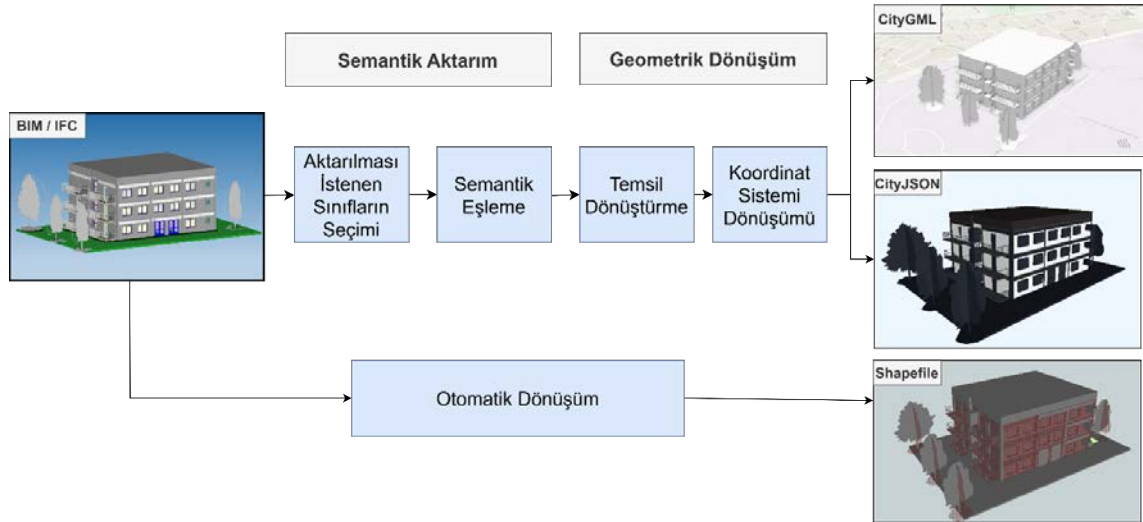 CityGML
Semantik Aktarım
Geometrik Dönüşüm
BIM / IFC
Aktarılması
İstenen
Sınıfların
Seçimi
Semantik
Eşleme
Temsil
Dönüştürme
Koordinat
Sistemi
Dönüşümü
CityJSON
Otomatik Dönüşüm
Shapefile